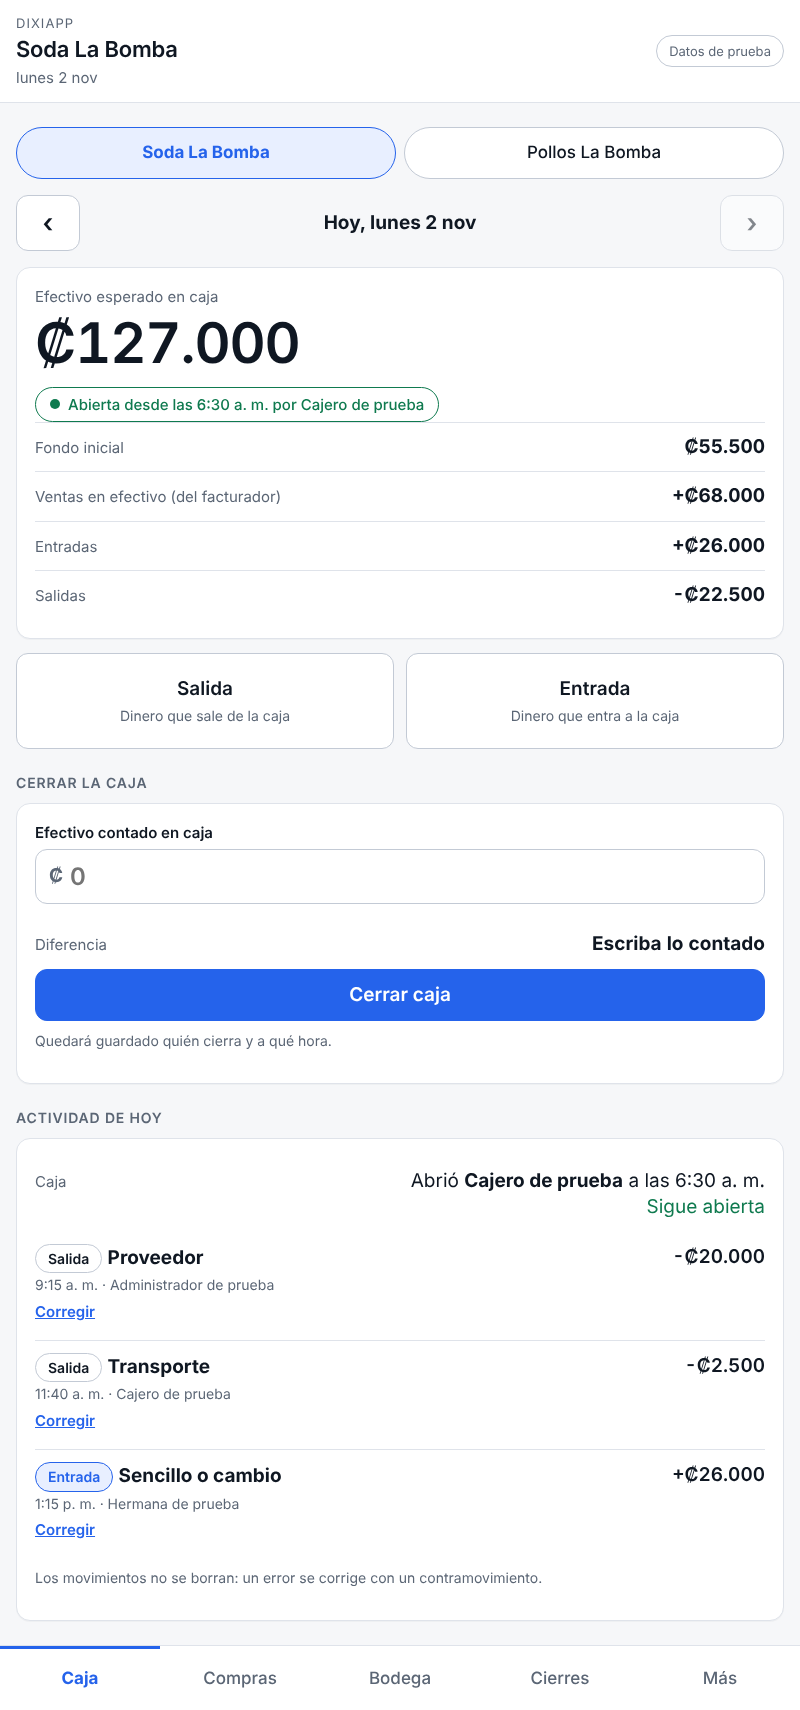 DIXIAPP
Soda La Bomba
lunes 2 nov
Datos de prueba
Soda La Bomba
Pollos La Bomba
‹
Hoy, lunes 2 nov
›
Efectivo esperado en caja
₡127.000
Abierta desde las 6:30 a. m. por Cajero de prueba
Fondo inicial
₡55.500
Ventas en efectivo (del facturador)
+₡68.000
Entradas
+₡26.000
Salidas
-₡22.500
Salida
Dinero que sale de la caja
Entrada
Dinero que entra a la caja
CERRAR LA CAJA
Efectivo contado en caja
₡ 0
Diferencia
Escriba lo contado
Cerrar caja
Quedará guardado quién cierra y a qué hora.
ACTIVIDAD DE HOY
Caja
Abrió Cajero de prueba a las 6:30 a. m.
Sigue abierta
Salida Proveedor
-₡20.000
9:15 a. m. · Administrador de prueba
Corregir
Salida Transporte
-₡2.500
11:40 a. m. · Cajero de prueba
Corregir
Entrada Sencillo o cambio
+₡26.000
1:15 p. m. · Hermana de prueba
Corregir
Los movimientos no se borran: un error se corrige con un contramovimiento.
Caja
Compras
Bodega
Cierres
Más